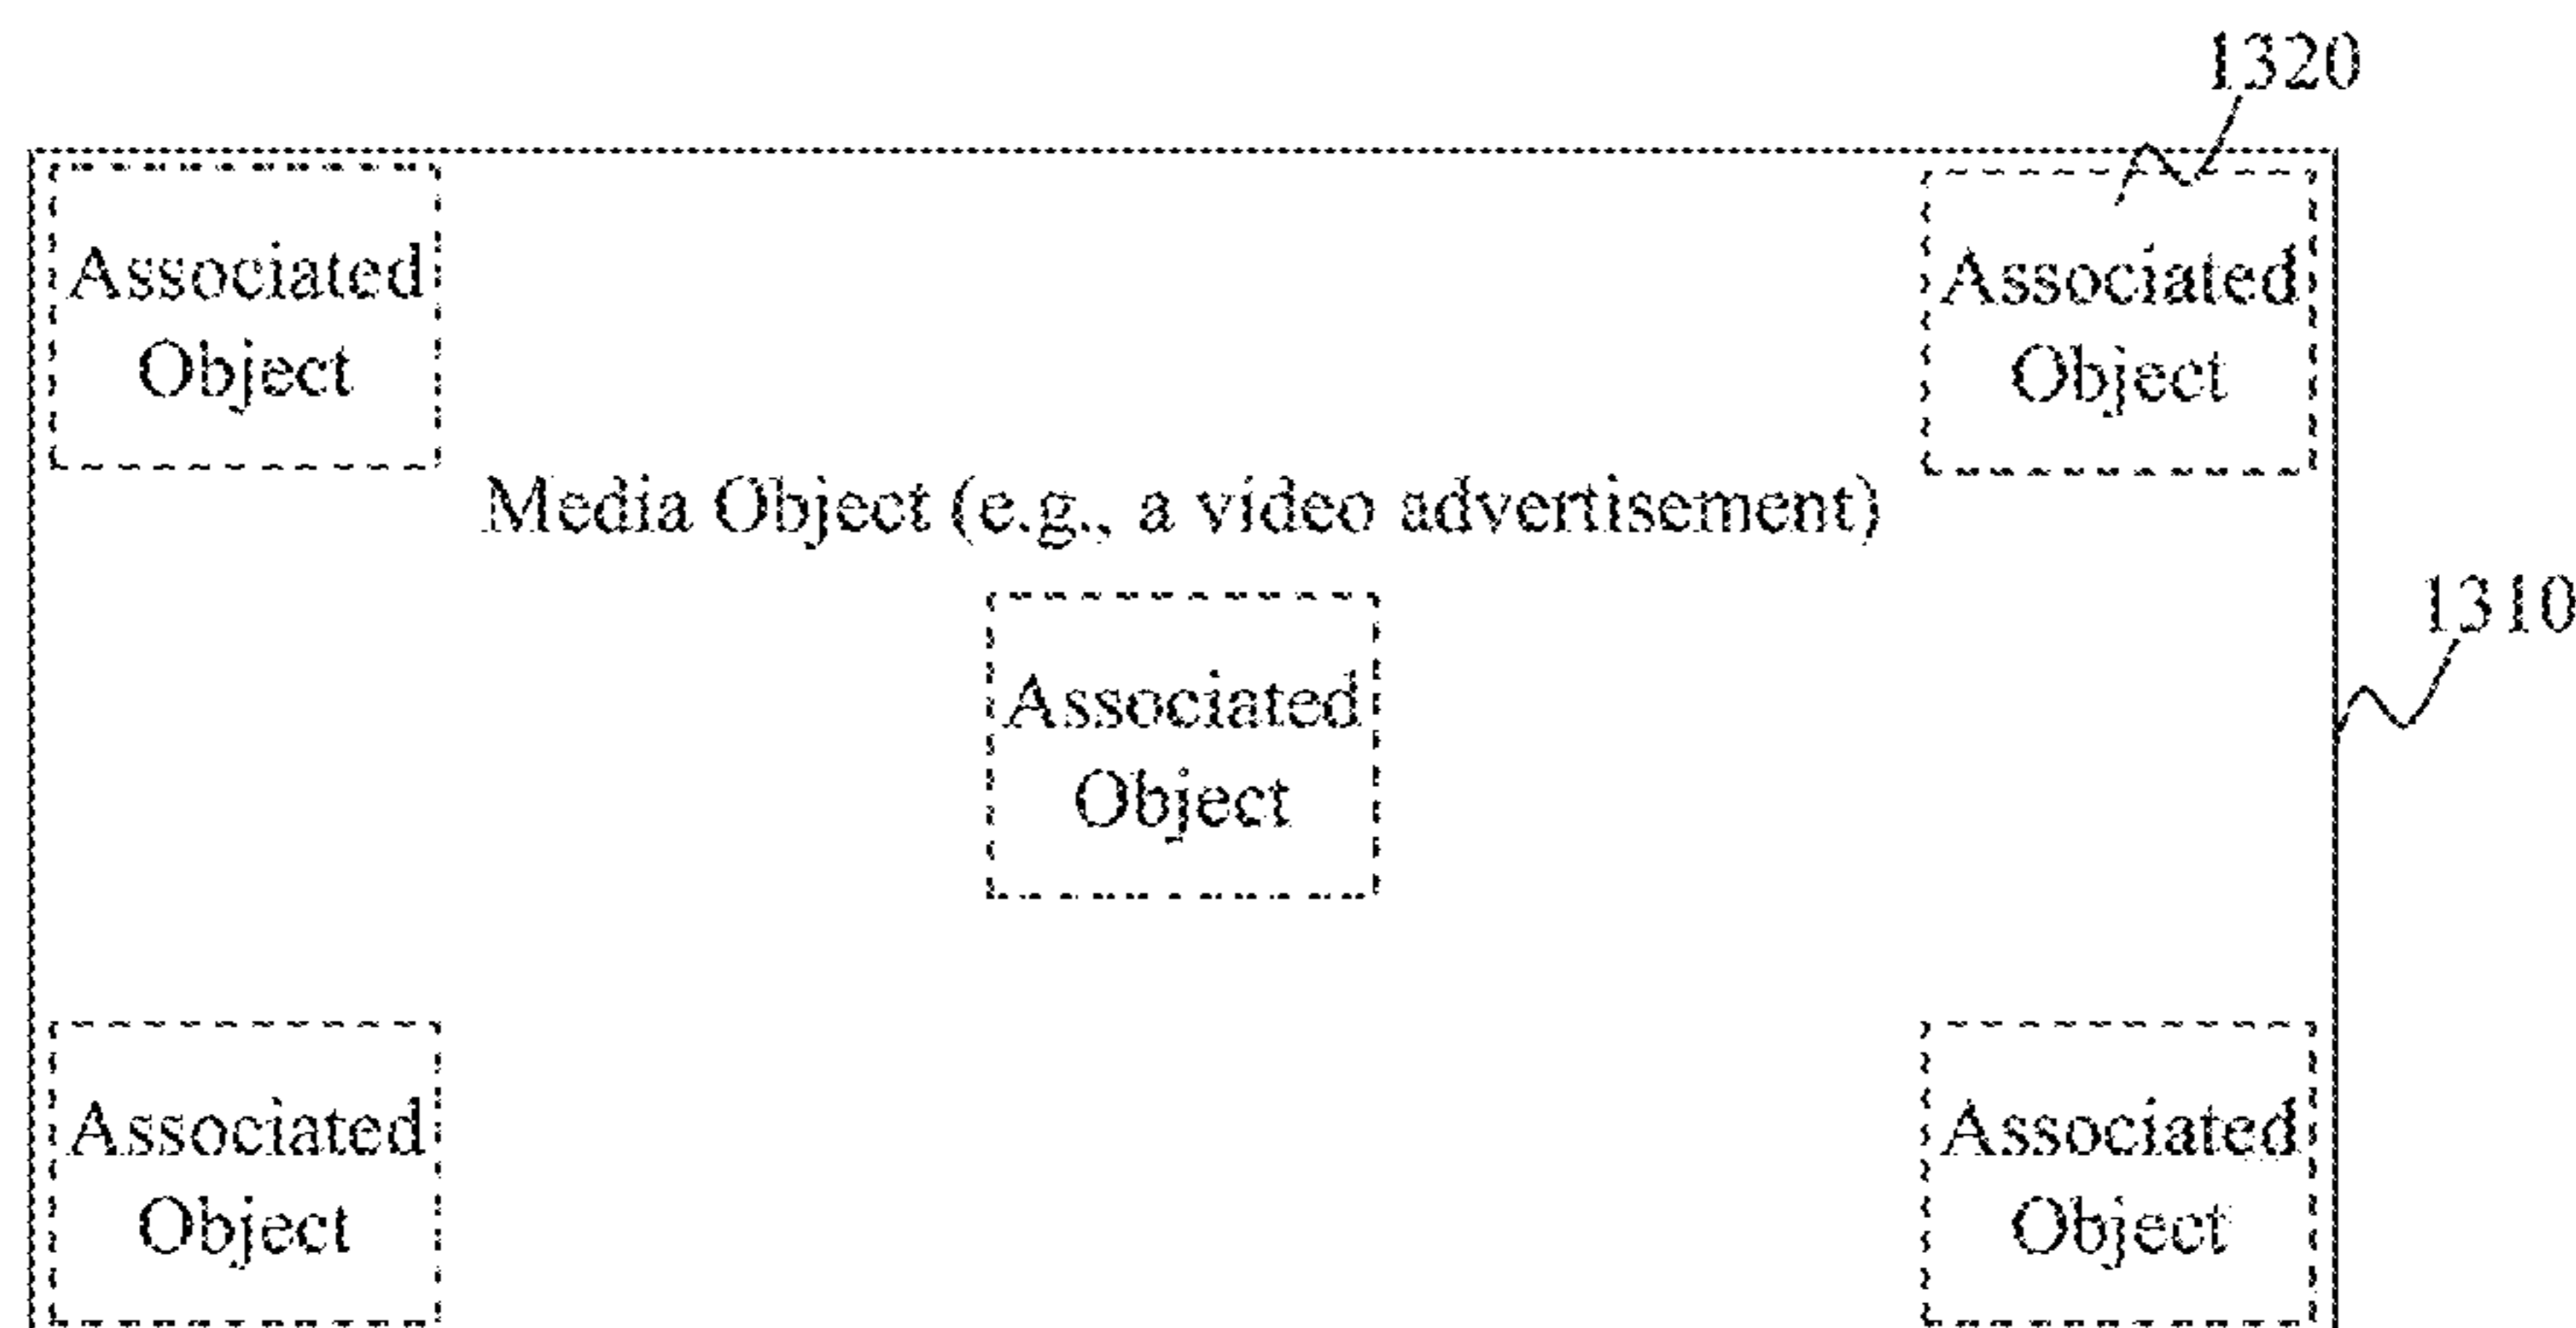 1320
Associated
Object
Associated
Object
Media Object (e.g., a video advertisement)
1310
Associated
Object
Associated
Object
Associated
Object